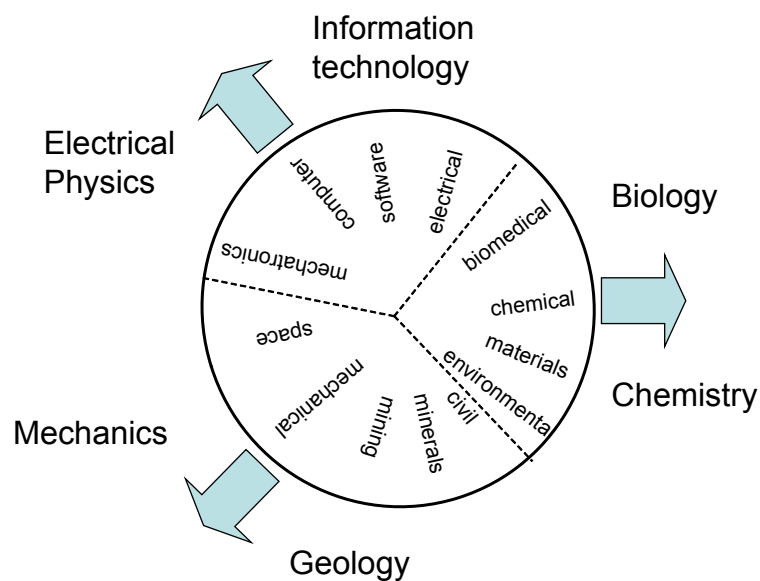 Information
technology
Electrical
Physics
computer
software
electrical
mechatronics
biomedical
Biology
chemical
space
materials
environmenta
Chemistry
mechanical
mining
minerals
civil
Mechanics
Geology